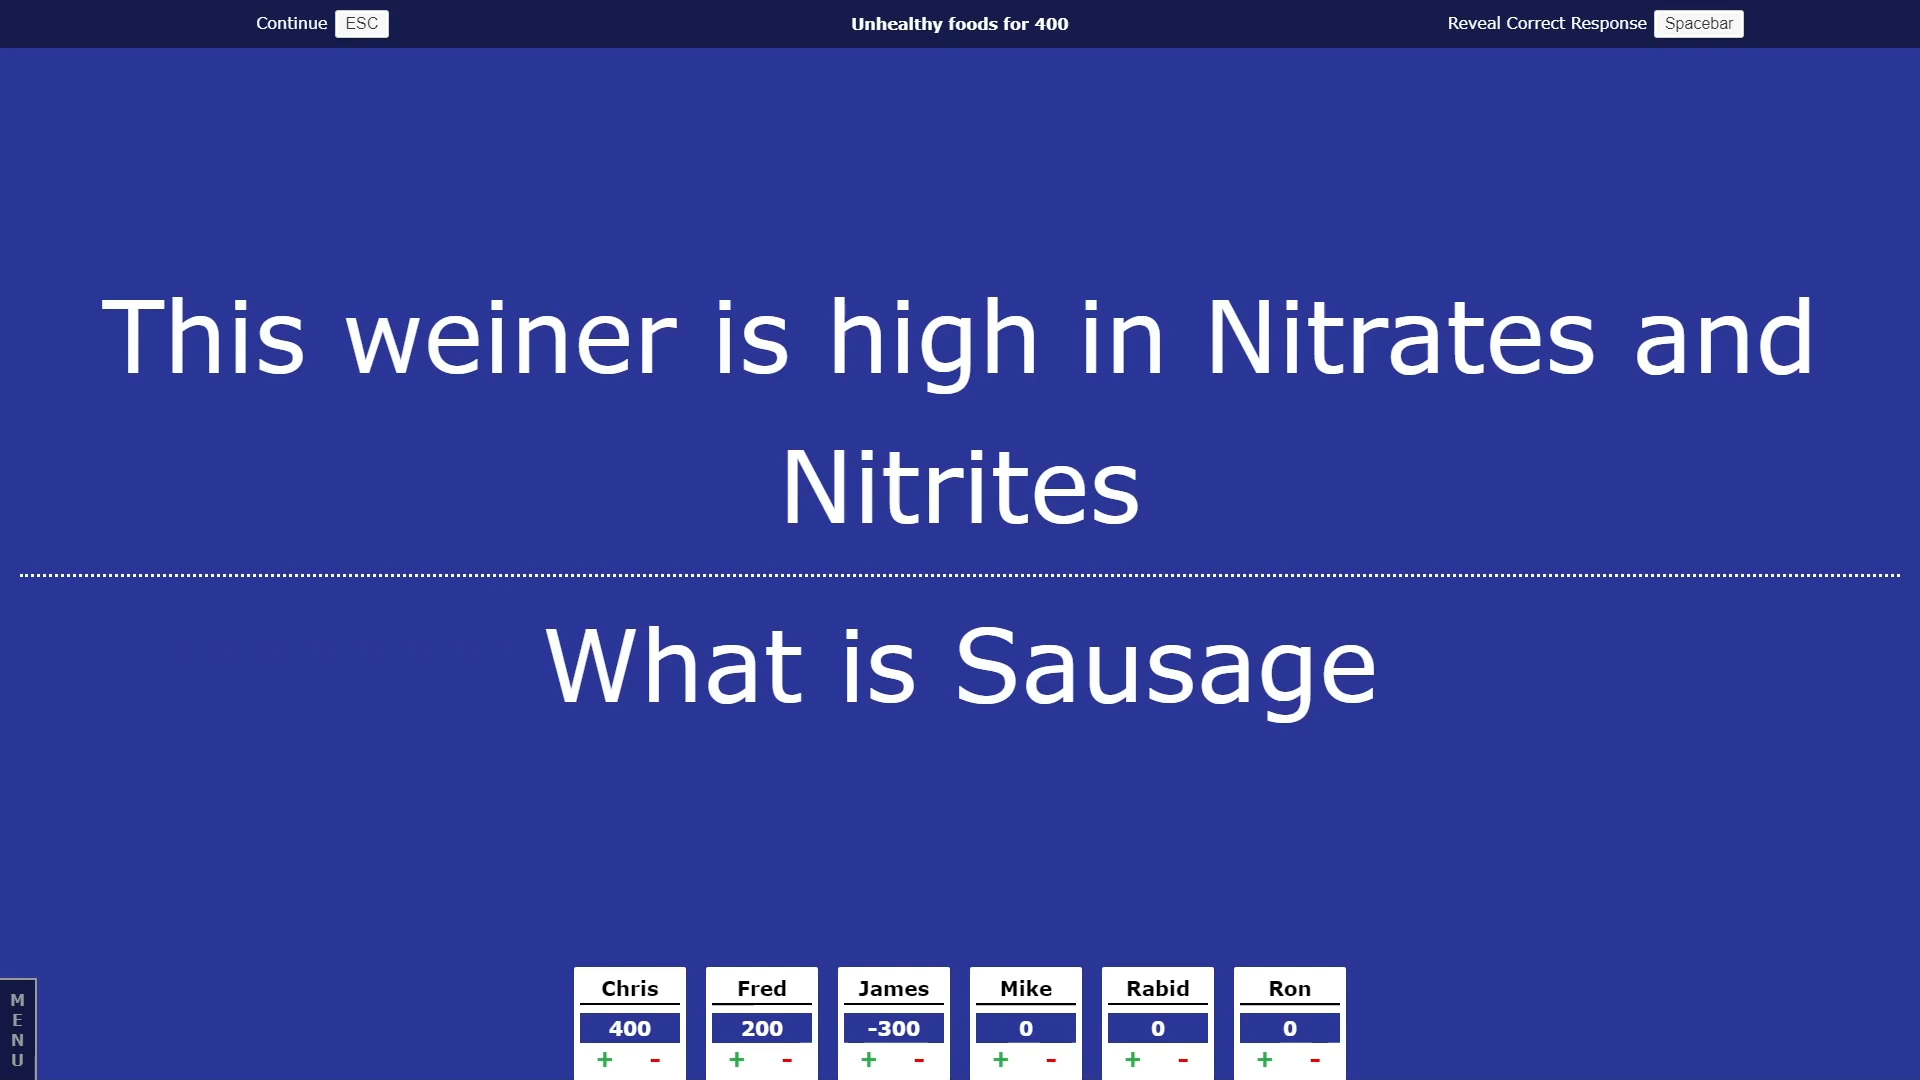 Continue ESC
Unhealthy foods for 400
Reveal Correct Response Spacebar
This weiner is high in Nitrates and
Nitrites
What is Sausage
MENU
Chris Fred James Mike Rabid Ron
400 200 -300 0 0 0
+ - + - + - + - + - + -